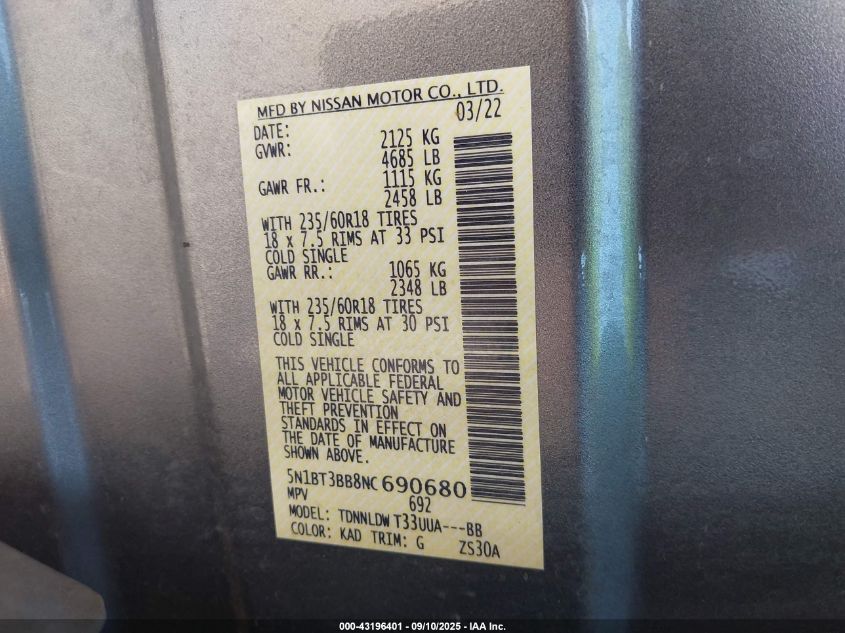 MFD BY NISSAN MOTOR CO., LTD.
DATE: 03/22
GVWR: 2125 KG
4685 LB
GAWR FR.: 1115 KG
2458 LB
WITH 235/60R18 TIRES
18 x 7.5 RIMS AT 33 PSI
COLD SINGLE
GAWR RR.: 1065 KG
2348 LB
WITH 235/60R18 TIRES
18 x 7.5 RIMS AT 30 PSI
COLD SINGLE
THIS VEHICLE CONFORMS TO
ALL APPLICABLE FEDERAL
MOTOR VEHICLE SAFETY AND
THEFT PREVENTION
STANDARDS IN EFFECT ON
THE DATE OF MANUFACTURE
SHOWN ABOVE.
5N1BT3BB8NC690680
MPV 692
MODEL: TDNNLDW T33UUA---BB
COLOR: KAD TRIM: G ZS30A
000-43196401 - 09/10/2025 - IAA Inc.